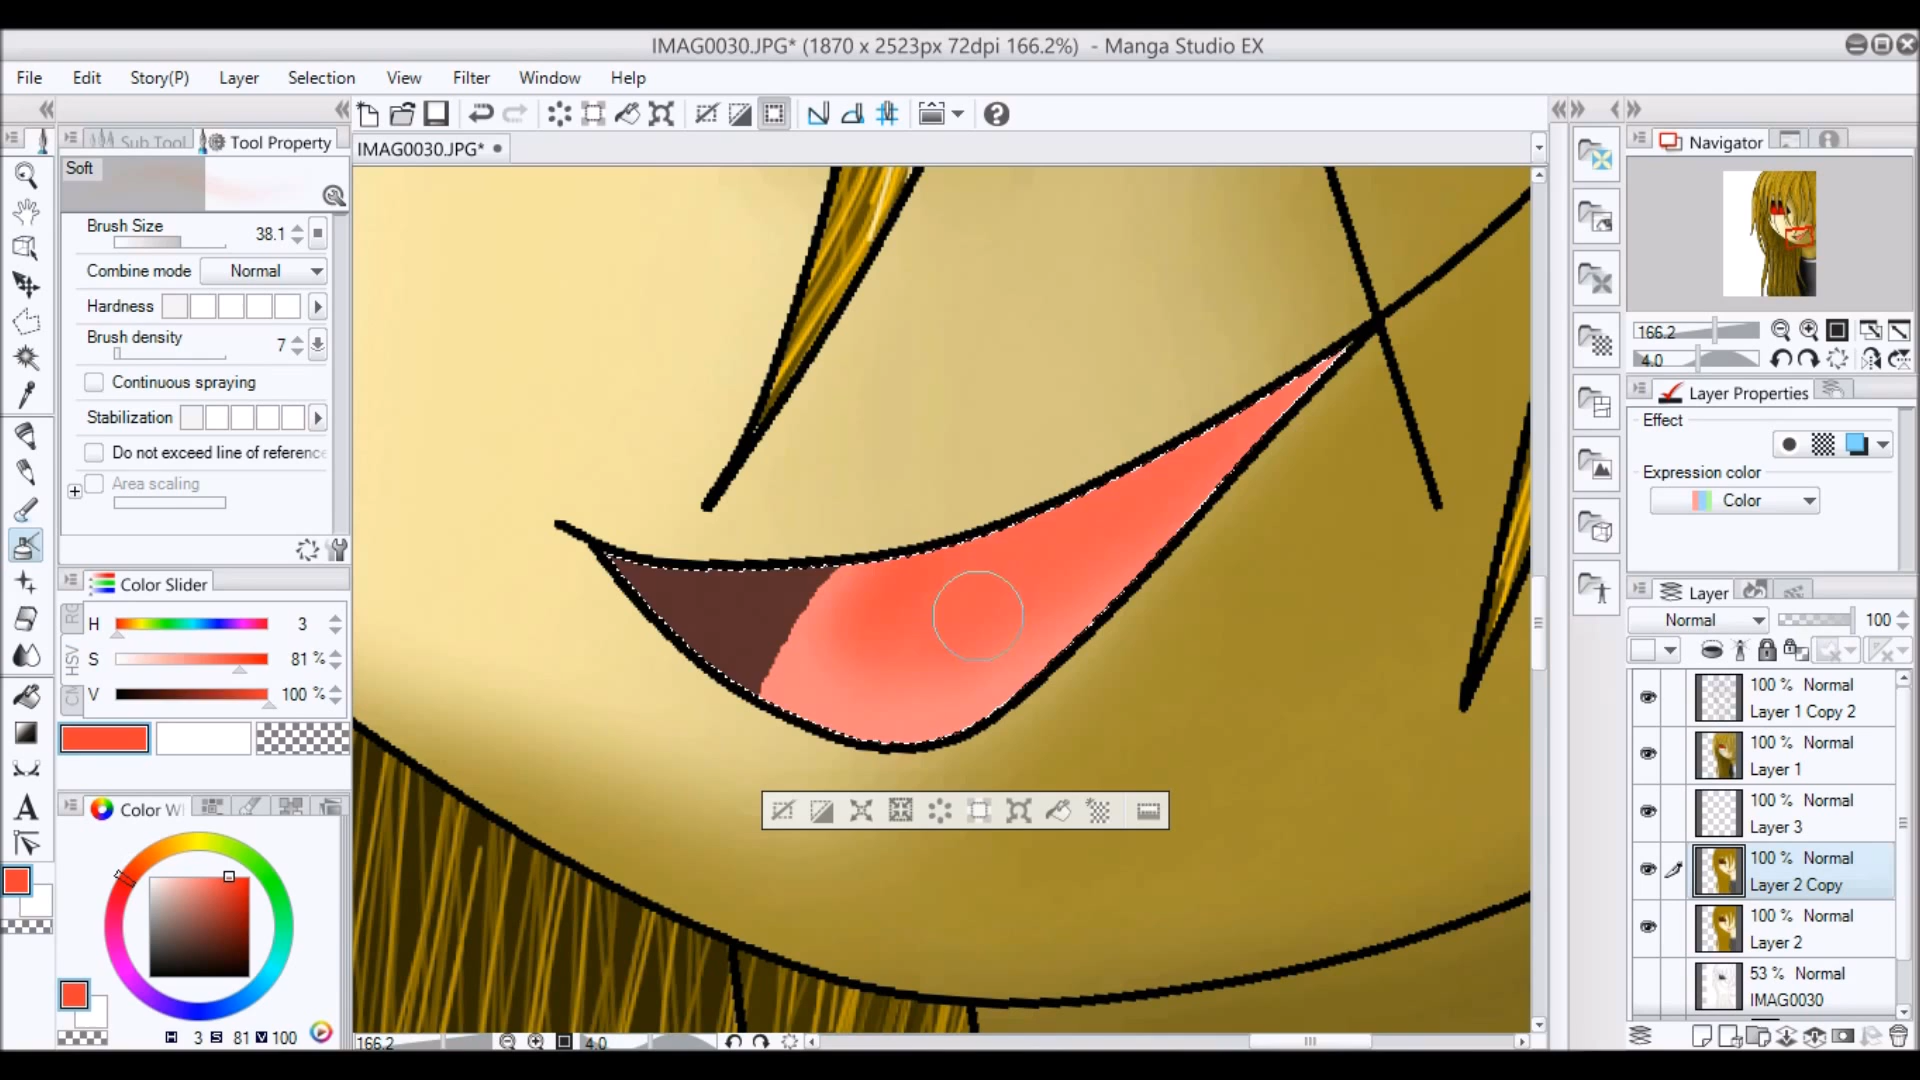 IMAG0030.JPG* (1870 x 2523px 72dpi 166.2%) - Manga Studio EX
File Edit Story(P) Layer Selection View Filter Window Help
Sub Tool Tool Property
IMAG0030.JPG*
Navigator
Soft
Brush Size 38.1
Combine mode Normal
Hardness
Brush density 7
Continuous spraying
Stabilization
Do not exceed line of reference
Area scaling
Color Slider
H 3
S 81 %
V 100 %
RG
HSV
Color W
H 3 S 81 V 100
A
166.2
4.0
166.2
4.0
Layer Properties
Effect
Expression color
Color
Layer
Normal 100
100 % Normal
Layer 1 Copy 2
100 % Normal
Layer 1
100 % Normal
Layer 3
100 % Normal
Layer 2 Copy
100 % Normal
Layer 2
53 % Normal
IMAG0030